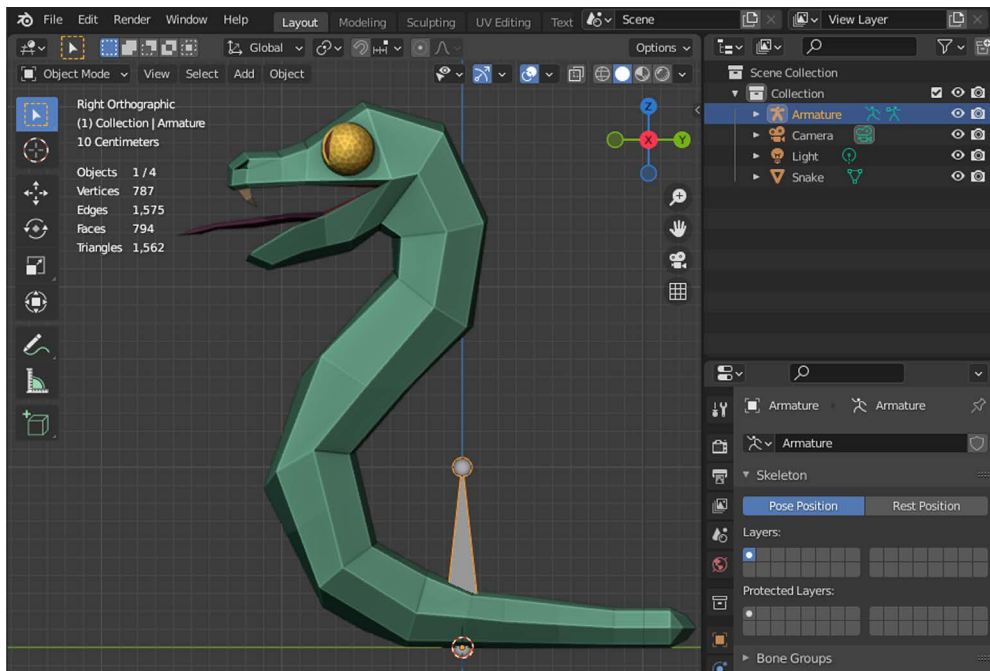 File Edit Render Window Help Layout Modeling Sculpting UV Editing Text Scene View Layer
Global Options
Object Mode View Select Add Object
Right Orthographic
(1) Collection | Armature
10 Centimeters
Objects 1/4
Vertices 787
Edges 1,575
Faces 794
Triangles 1,562
Z
X
Y
Scene Collection
Collection
Armature
Camera
Light
Snake
Armature Armature
Armature
Skeleton
Pose Position Rest Position
Layers:
Protected Layers:
Bone Groups